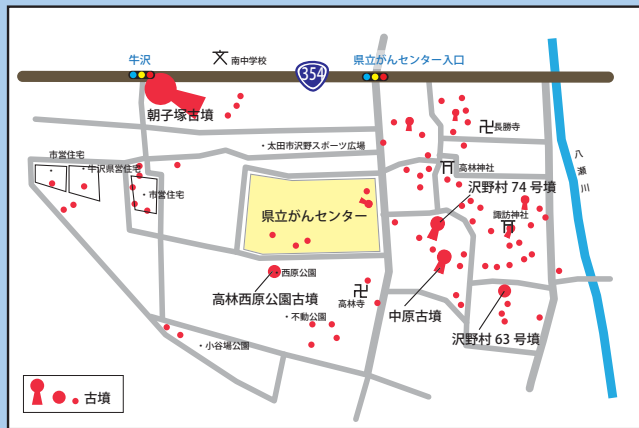 牛沢
南中学校
354
県立がんセンター入口
朝子塚古墳
長勝寺
八瀬川
・太田市沢野スポーツ広場
市営住宅
・牛沢県営住宅
・市営住宅
高林神社
沢野村 74 号墳
県立がんセンター
諏訪神社
・西原公園
高林西原公園古墳
高林寺
中原古墳
・不動公園
沢野村 63 号墳
・小谷場公園
古墳